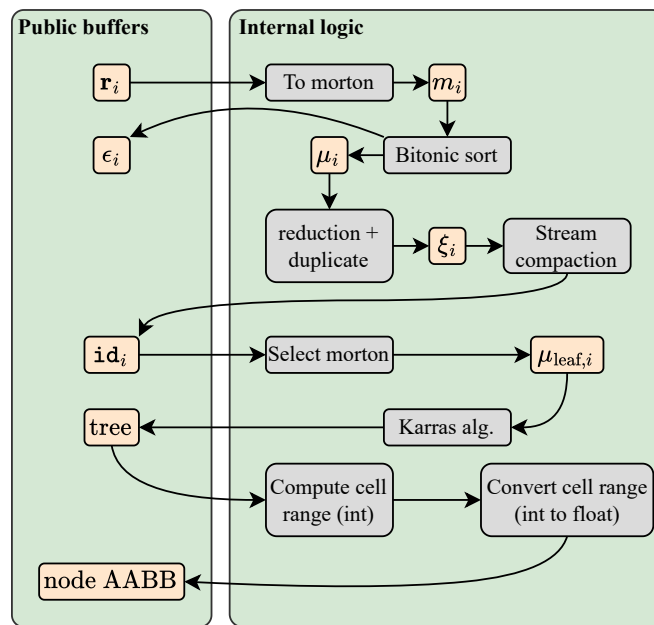 Public buffers
Internal logic
r_i
To morton
m_i
ϵ_i
μ_i
Bitonic sort
reduction +
duplicate
ξ_i
Stream
compaction
id_i
Select morton
μ_leaf,i
tree
Karras alg.
Compute cell
range (int)
Convert cell range
(int to float)
node AABB